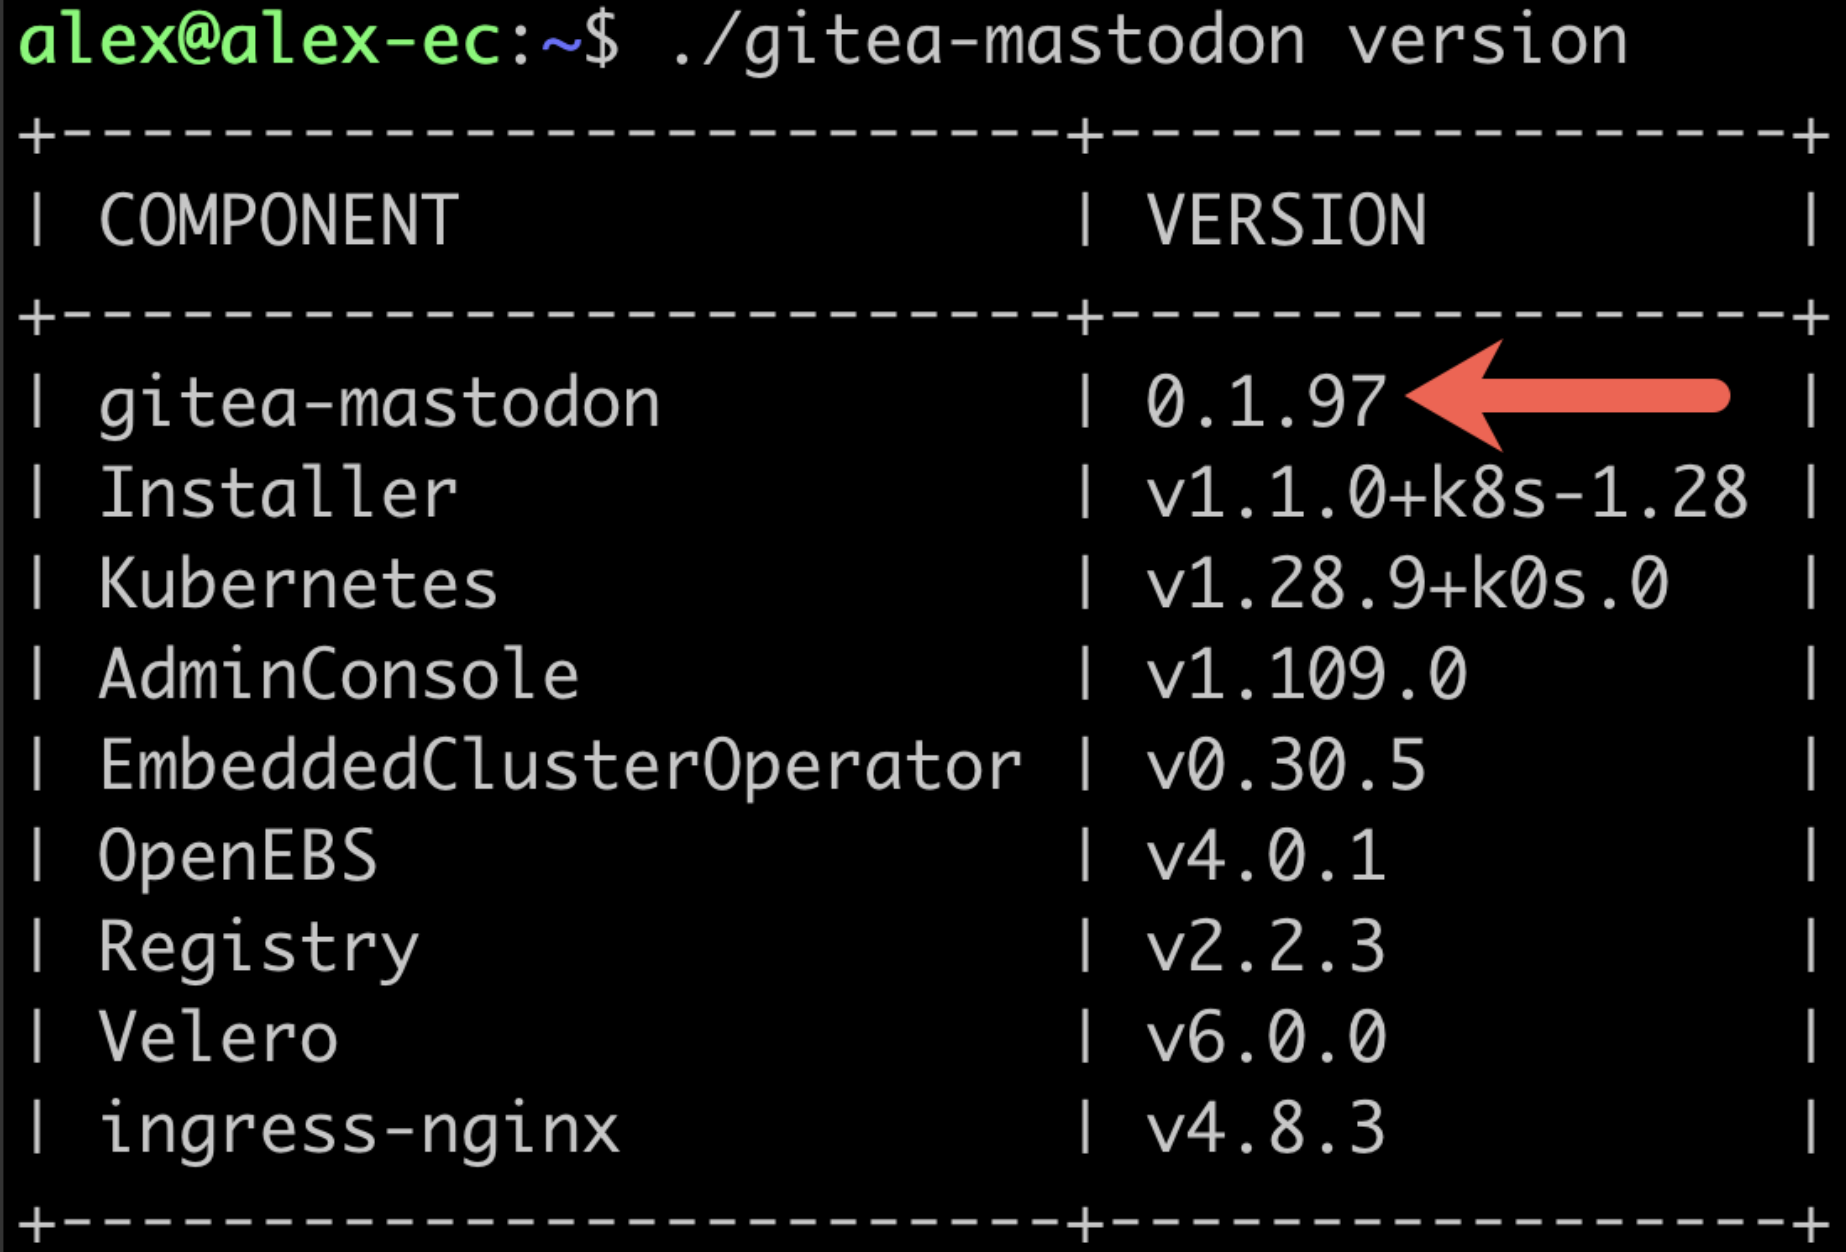 alex@alex-ec:~$ ./gitea-mastodon version
+-------------------------+-----------------+
| COMPONENT               | VERSION         |
+-------------------------+-----------------+
| gitea-mastodon          | 0.1.97          |
| Installer               | v1.1.0+k8s-1.28 |
| Kubernetes              | v1.28.9+k0s.0   |
| AdminConsole            | v1.109.0        |
| EmbeddedClusterOperator | v0.30.5         |
| OpenEBS                 | v4.0.1          |
| Registry                | v2.2.3          |
| Velero                  | v6.0.0          |
| ingress-nginx           | v4.8.3          |
+-------------------------+-----------------+